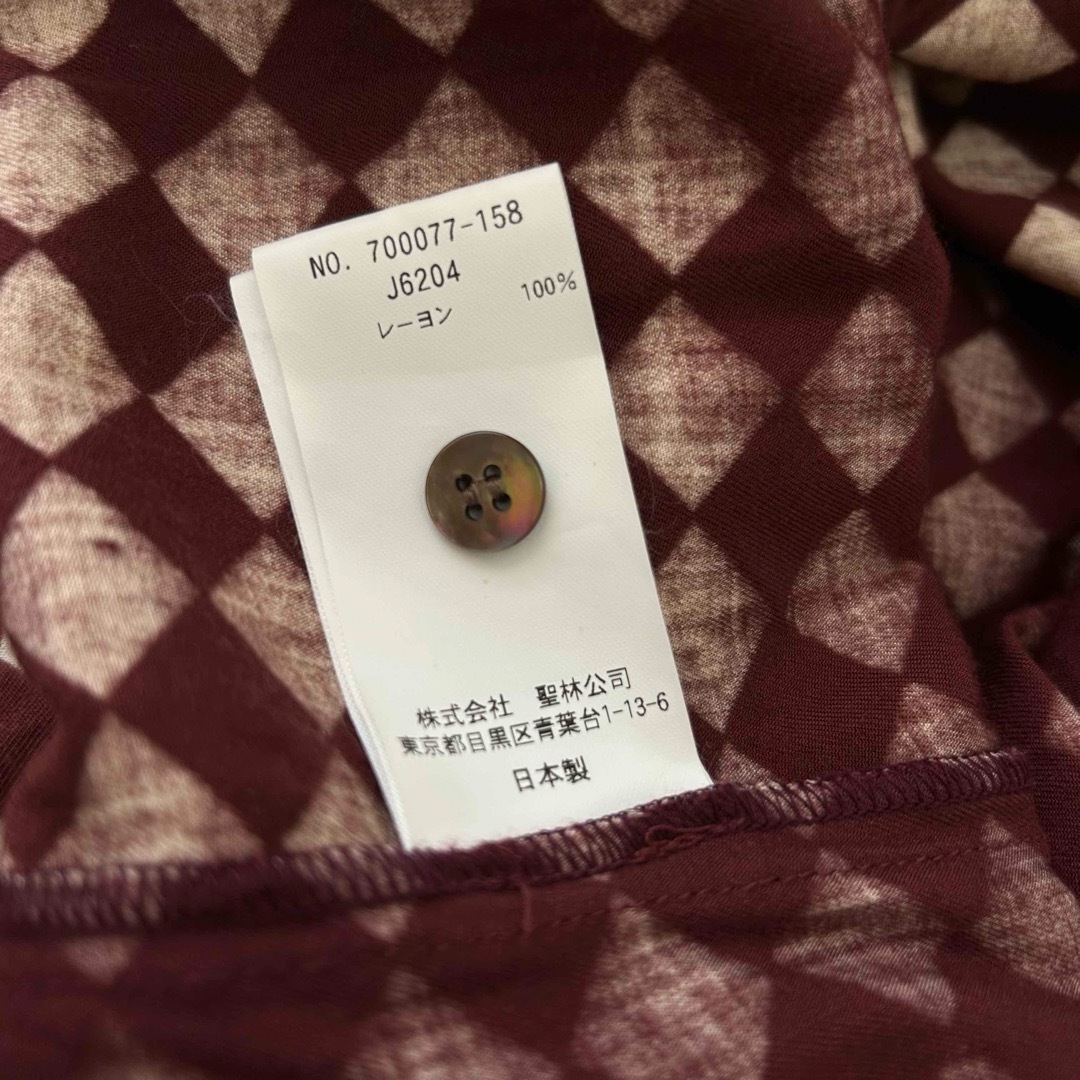 NO. 700077-158
J6204
レーヨン 100%
株式会社 聖林公司
東京都目黒区青葉台1-13-6
日本製